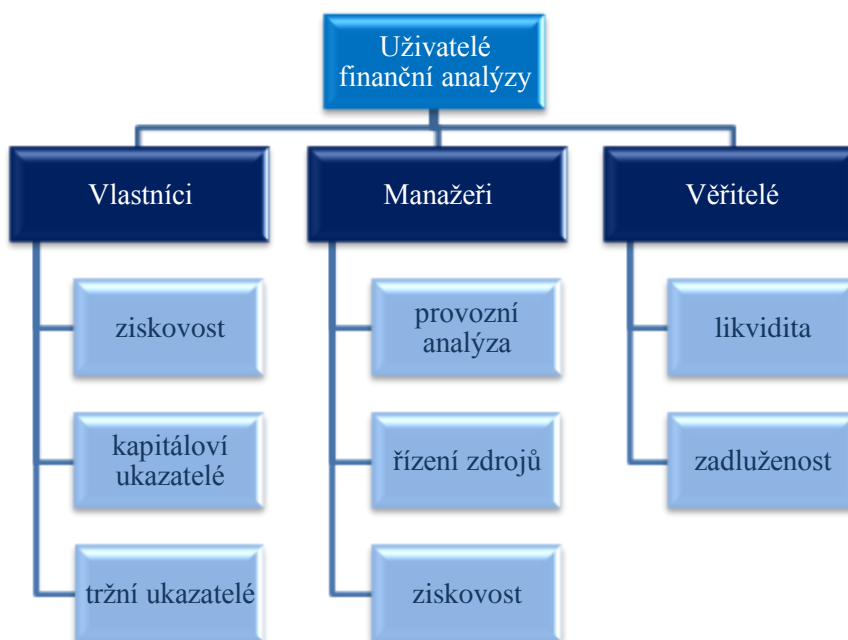 Uživatelé
finanční analýzy
Vlastníci
Manažeři
Věřitelé
ziskovost
provozní
analýza
likvidita
kapitáloví
ukazatelé
řízení zdrojů
zadluženost
tržní ukazatelé
ziskovost